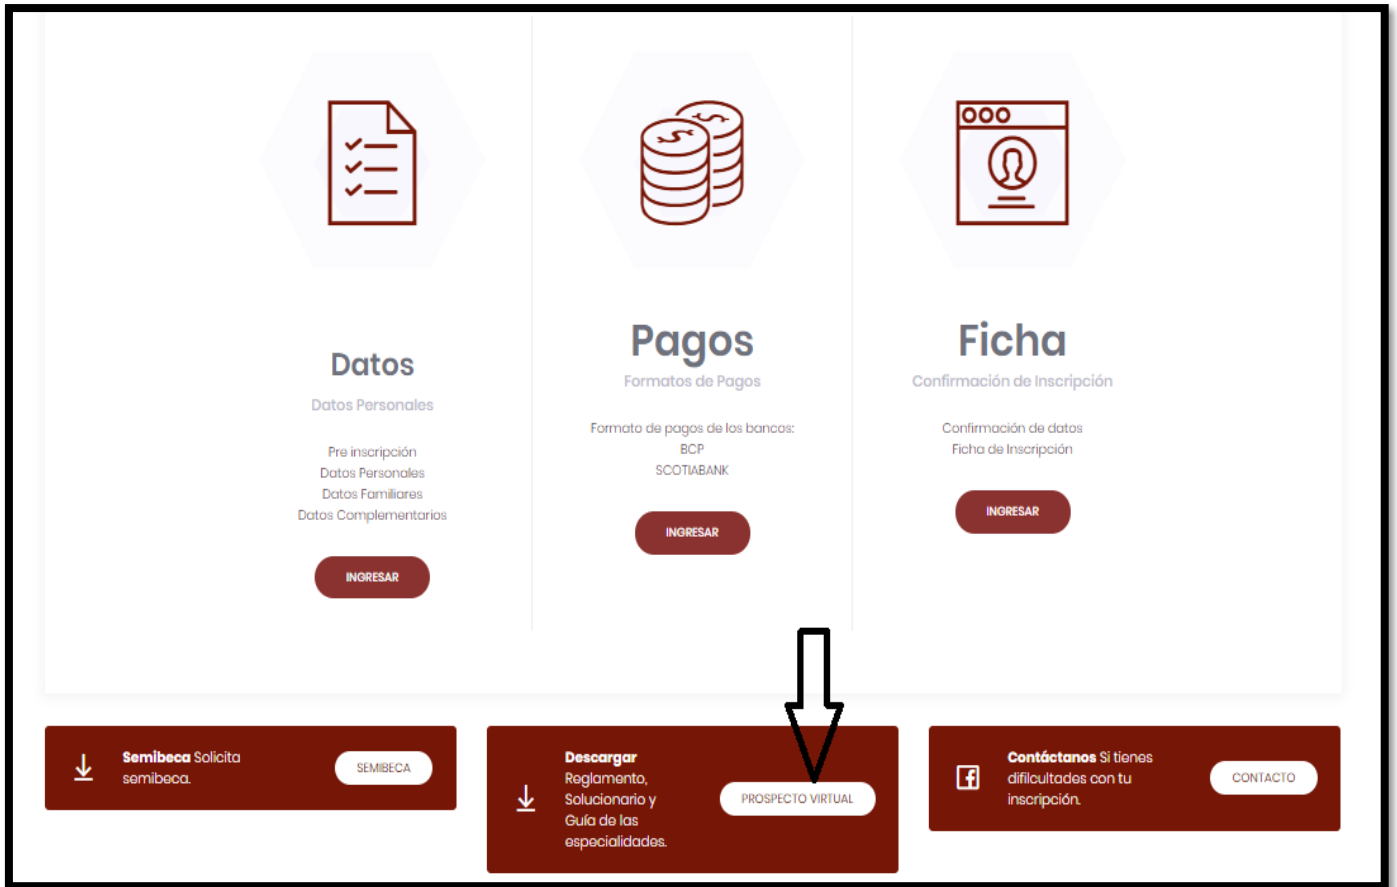 Datos
Datos Personales
Pre inscripción
Datos Personales
Datos Familiares
Datos Complementarios
INGRESAR
Pagos
Formatos de Pagos
Formato de pagos de los bancos:
BCP
SCOTIABANK
INGRESAR
Ficha
Confirmación de Inscripción
Confirmación de datos
Ficha de Inscripción
INGRESAR
Semibeca Solicita
semibeca.
SEMIBECA
Descargar
Reglamento,
Solucionario y
Guía de las
especialidades.
PROSPECTO VIRTUAL
Contáctanos Si tienes
difilcultades con tu
inscripción.
CONTACTO